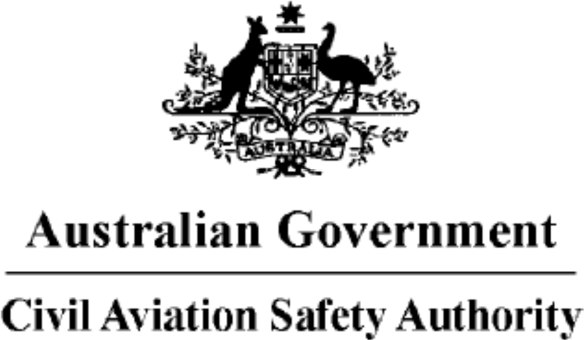 AUSTRALIA
Australian Government
Civil Aviation Safety Authority